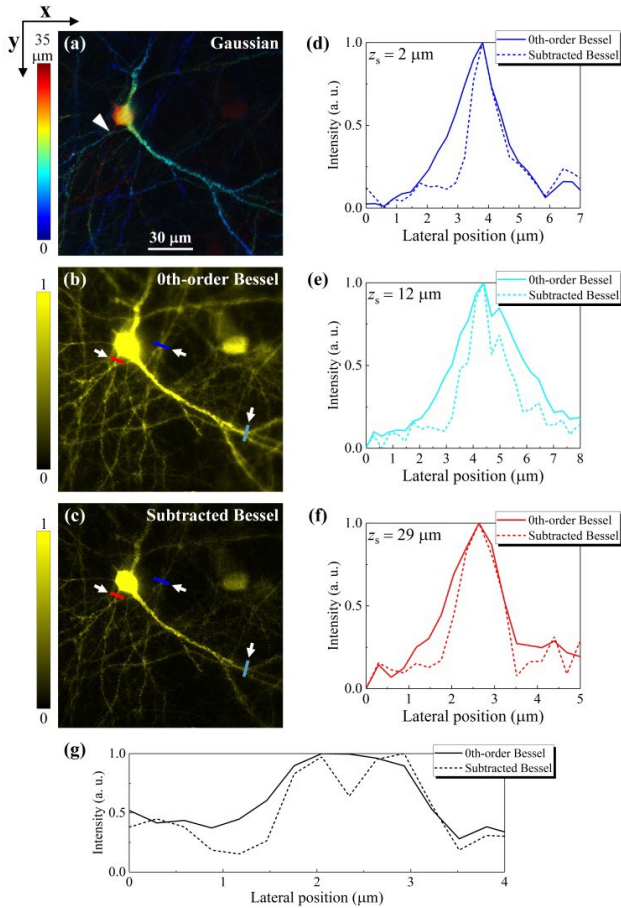 x
y
35
μm
0
(a)
Gaussian
30 μm
1
0
(b)
0th-order Bessel
1
0
(c)
Subtracted Bessel
(d)
zs = 2 μm
0th-order Bessel
Subtracted Bessel
Intensity (a. u.)
1.0
0.5
0.0
0 1 2 3 4 5 6 7
Lateral position (μm)
(e)
zs = 12 μm
0th-order Bessel
Subtracted Bessel
Intensity (a. u.)
1.0
0.5
0.0
0 1 2 3 4 5 6 7 8
Lateral position (μm)
(f)
zs = 29 μm
0th-order Bessel
Subtracted Bessel
Intensity (a. u.)
1.0
0.5
0.0
0 1 2 3 4 5
Lateral position (μm)
(g)
0th-order Bessel
Subtracted Bessel
Intensity (a. u.)
1.0
0.5
0
0 1 2 3 4
Lateral position (μm)